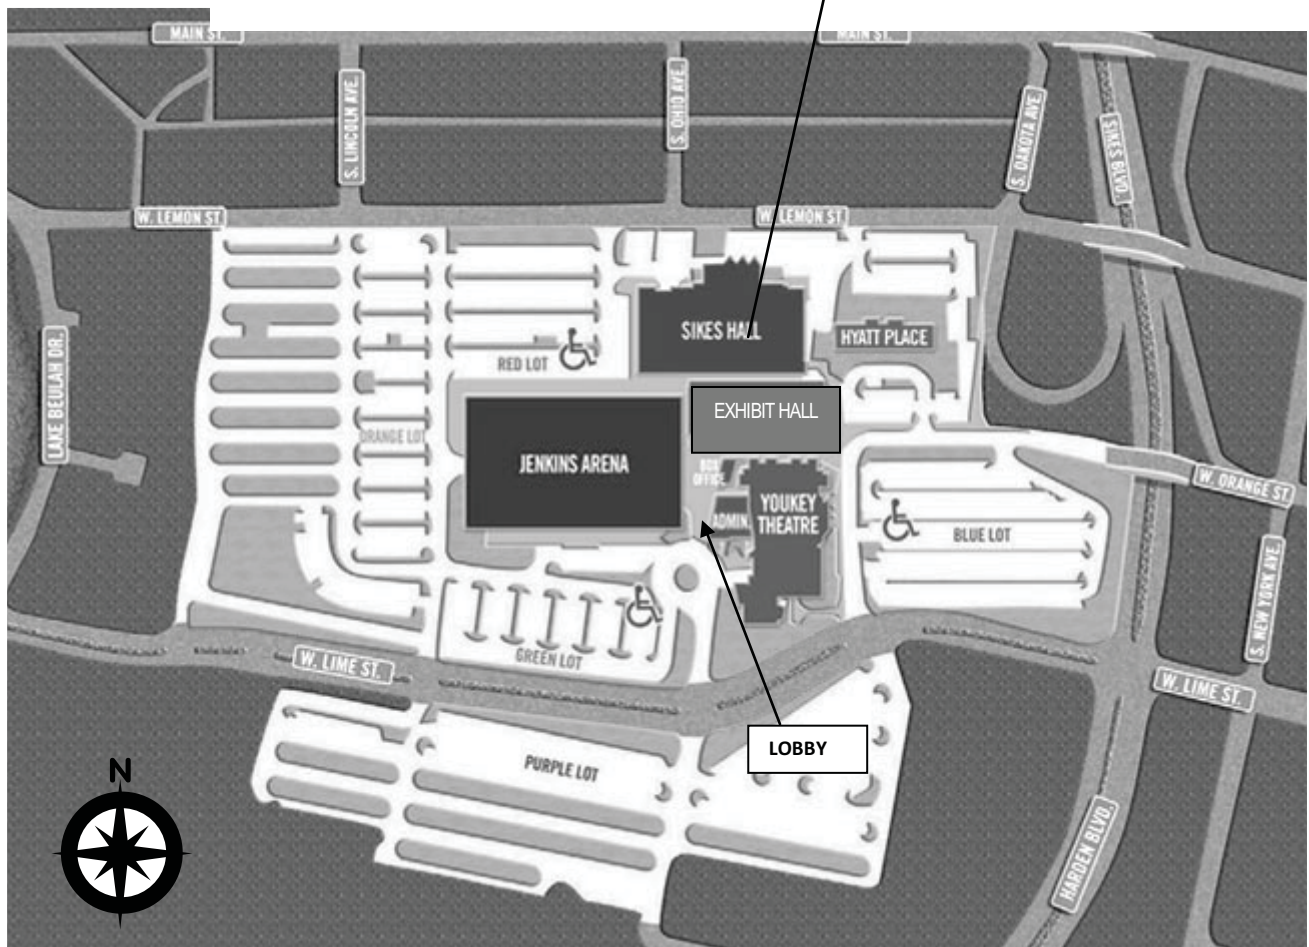 MAIN ST.
MAIN ST.
S. LINCOLN AVE.
S. OHIO AVE.
S. DAKOTA AVE.
SIKES BLVD.
W. LEMON ST.
W. LEMON ST.
LAKE BEULAH DR.
SIKES HALL
HYATT PLACE
RED LOT
EXHIBIT HALL
ORANGE LOT
JENKINS ARENA
BOX
OFFICE
W. ORANGE ST.
YOUKEY
THEATRE
ADMIN.
BLUE LOT
S. NEW YORK AVE.
GREEN LOT
W. LIME ST.
W. LIME ST.
LOBBY
PURPLE LOT
N
HARDEN BLVD.